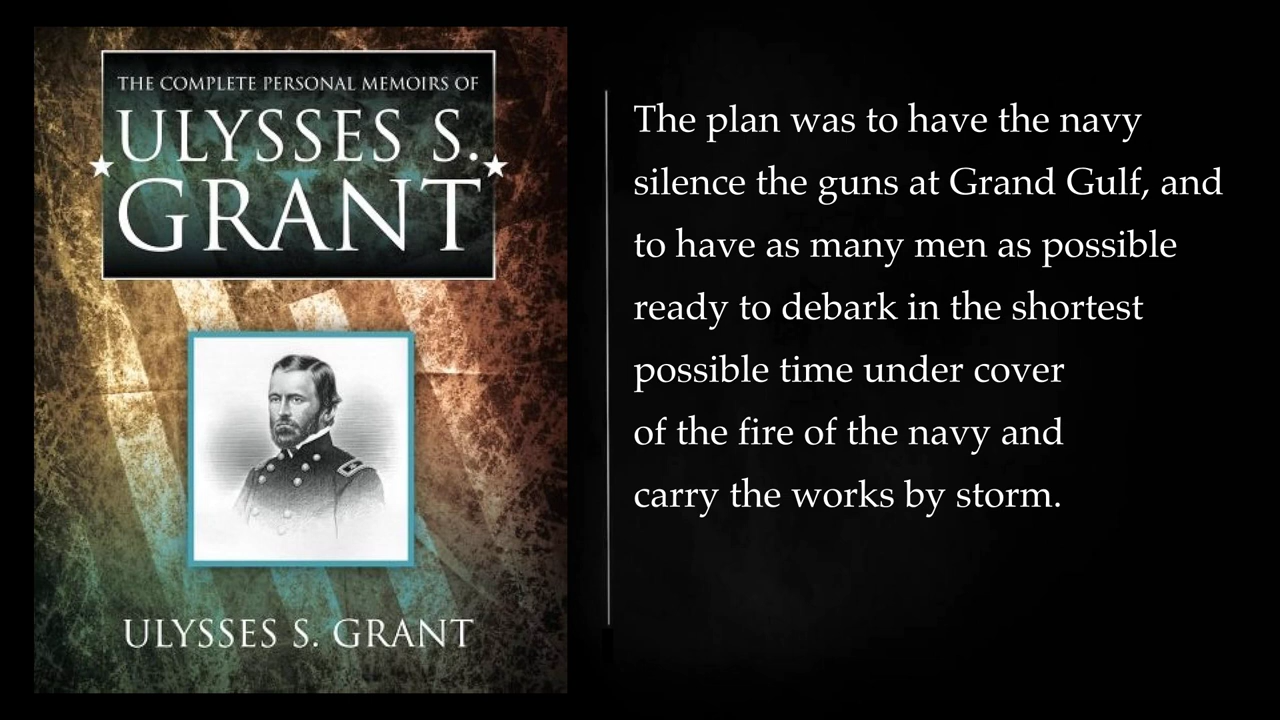 THE COMPLETE PERSONAL MEMOIRS OF
ULYSSES S.
GRANT
ULYSSES S. GRANT
The plan was to have the navy
silence the guns at Grand Gulf, and
to have as many men as possible
ready to debark in the shortest
possible time under cover
of the fire of the navy and
carry the works by storm.